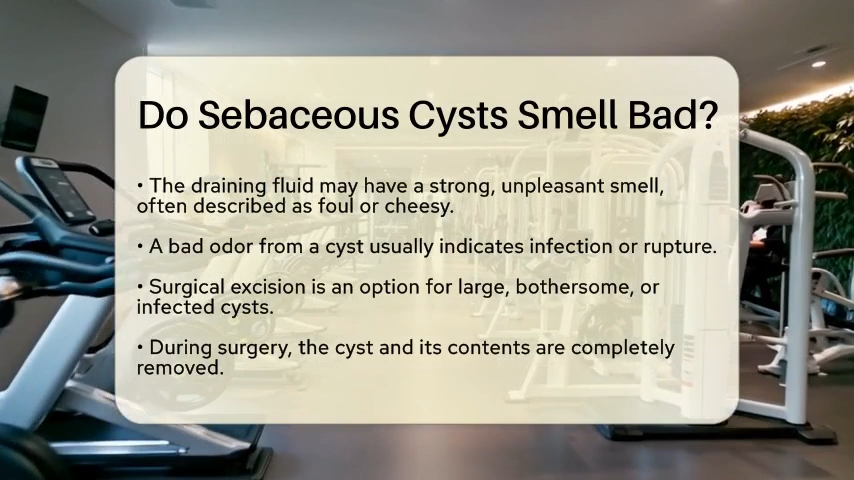 Do Sebaceous Cysts Smell Bad?
• The draining fluid may have a strong, unpleasant smell,
often described as foul or cheesy.
• A bad odor from a cyst usually indicates infection or rupture.
• Surgical excision is an option for large, bothersome, or
infected cysts.
• During surgery, the cyst and its contents are completely
removed.